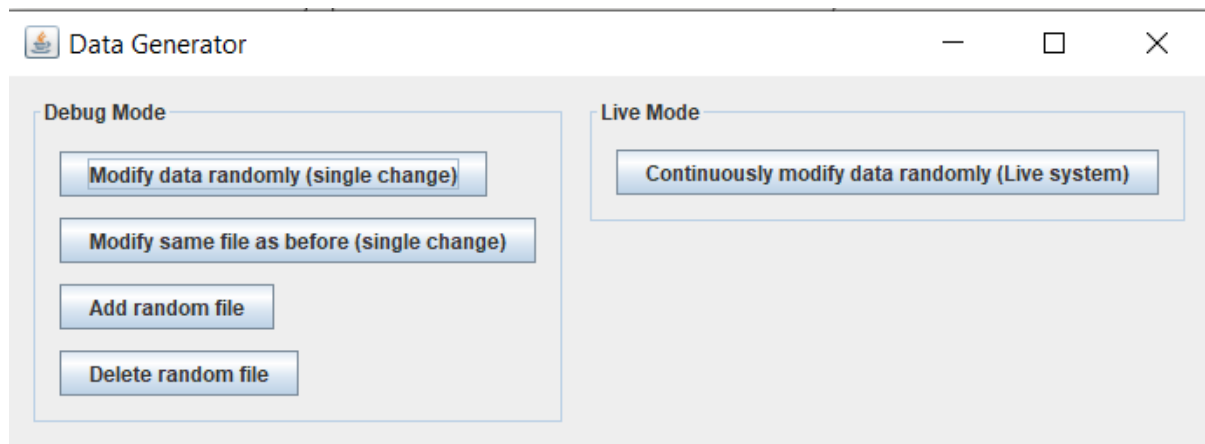 Data Generator
Debug Mode
Modify data randomly (single change)
Modify same file as before (single change)
Add random file
Delete random file
Live Mode
Continuously modify data randomly (Live system)